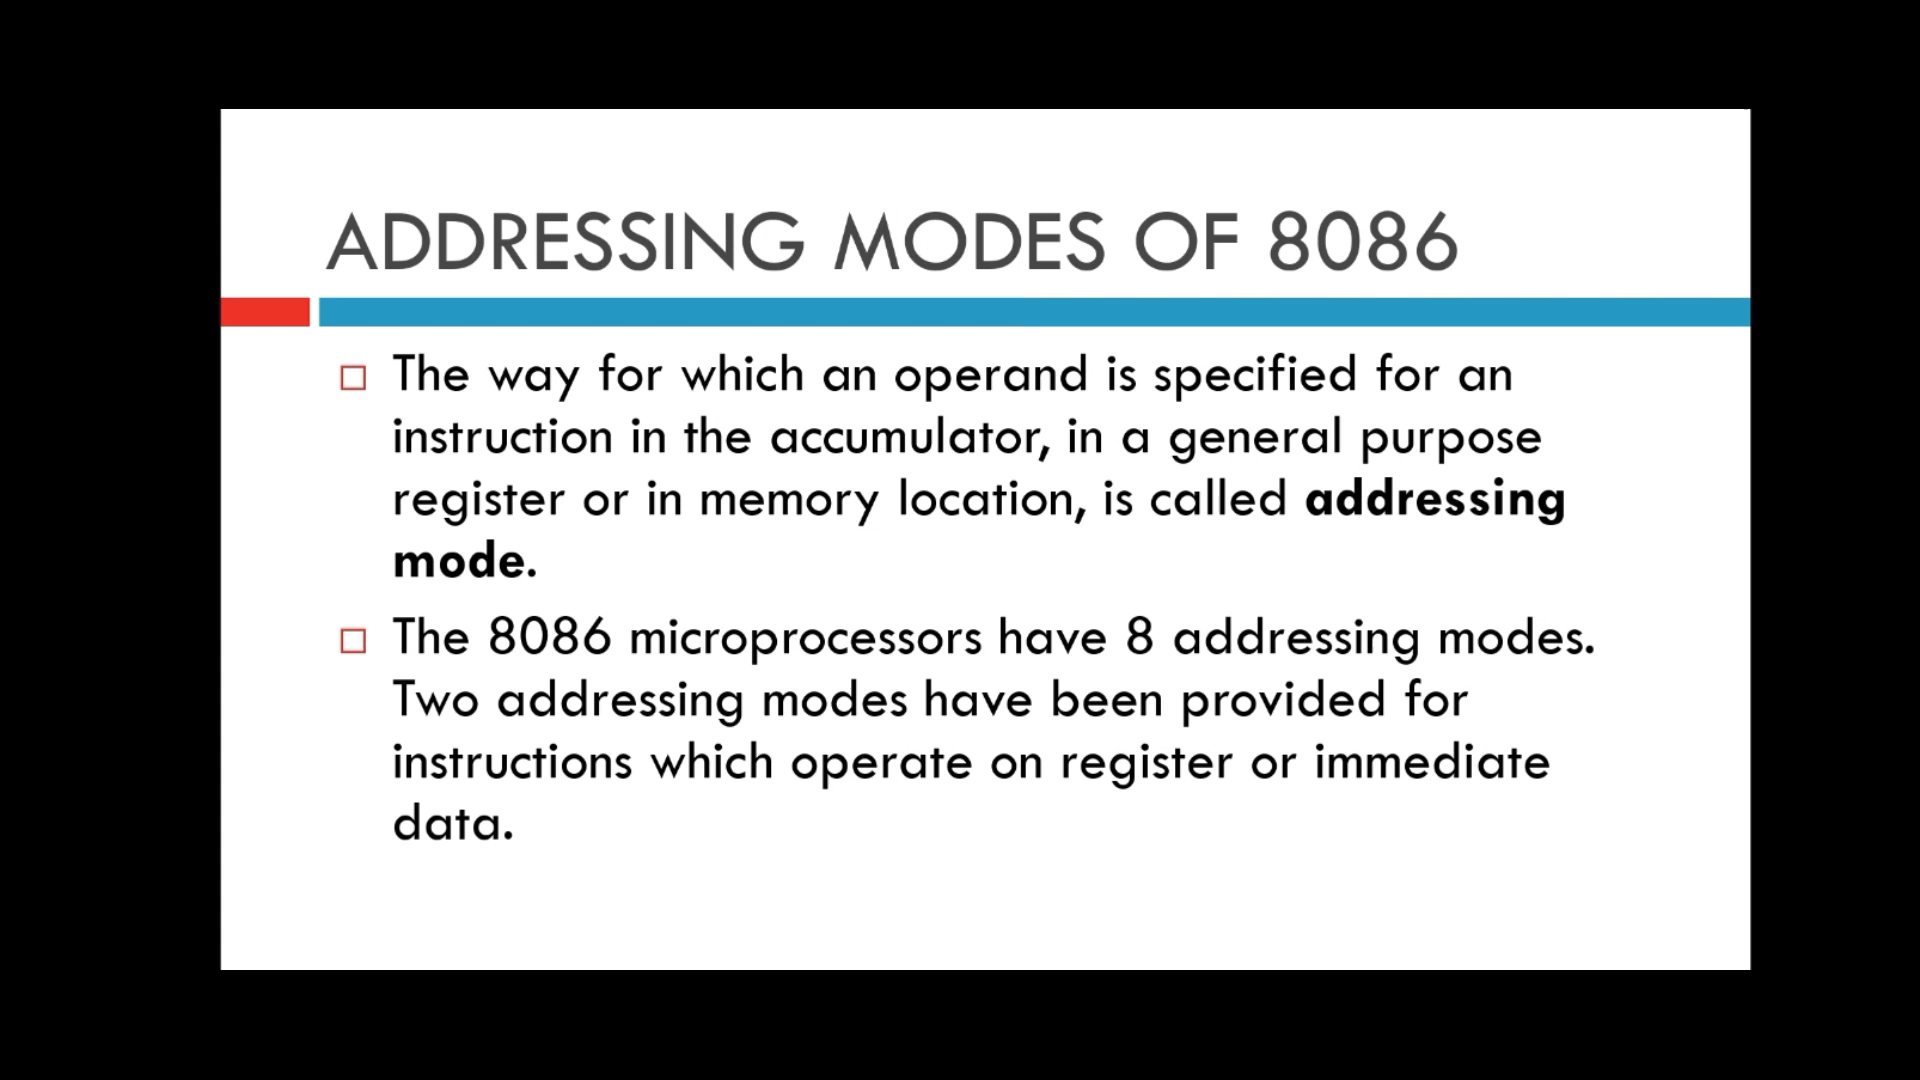 ADDRESSING MODES OF 8086
The way for which an operand is specified for an
instruction in the accumulator, in a general purpose
register or in memory location, is called addressing
mode.
The 8086 microprocessors have 8 addressing modes.
Two addressing modes have been provided for
instructions which operate on register or immediate
data.